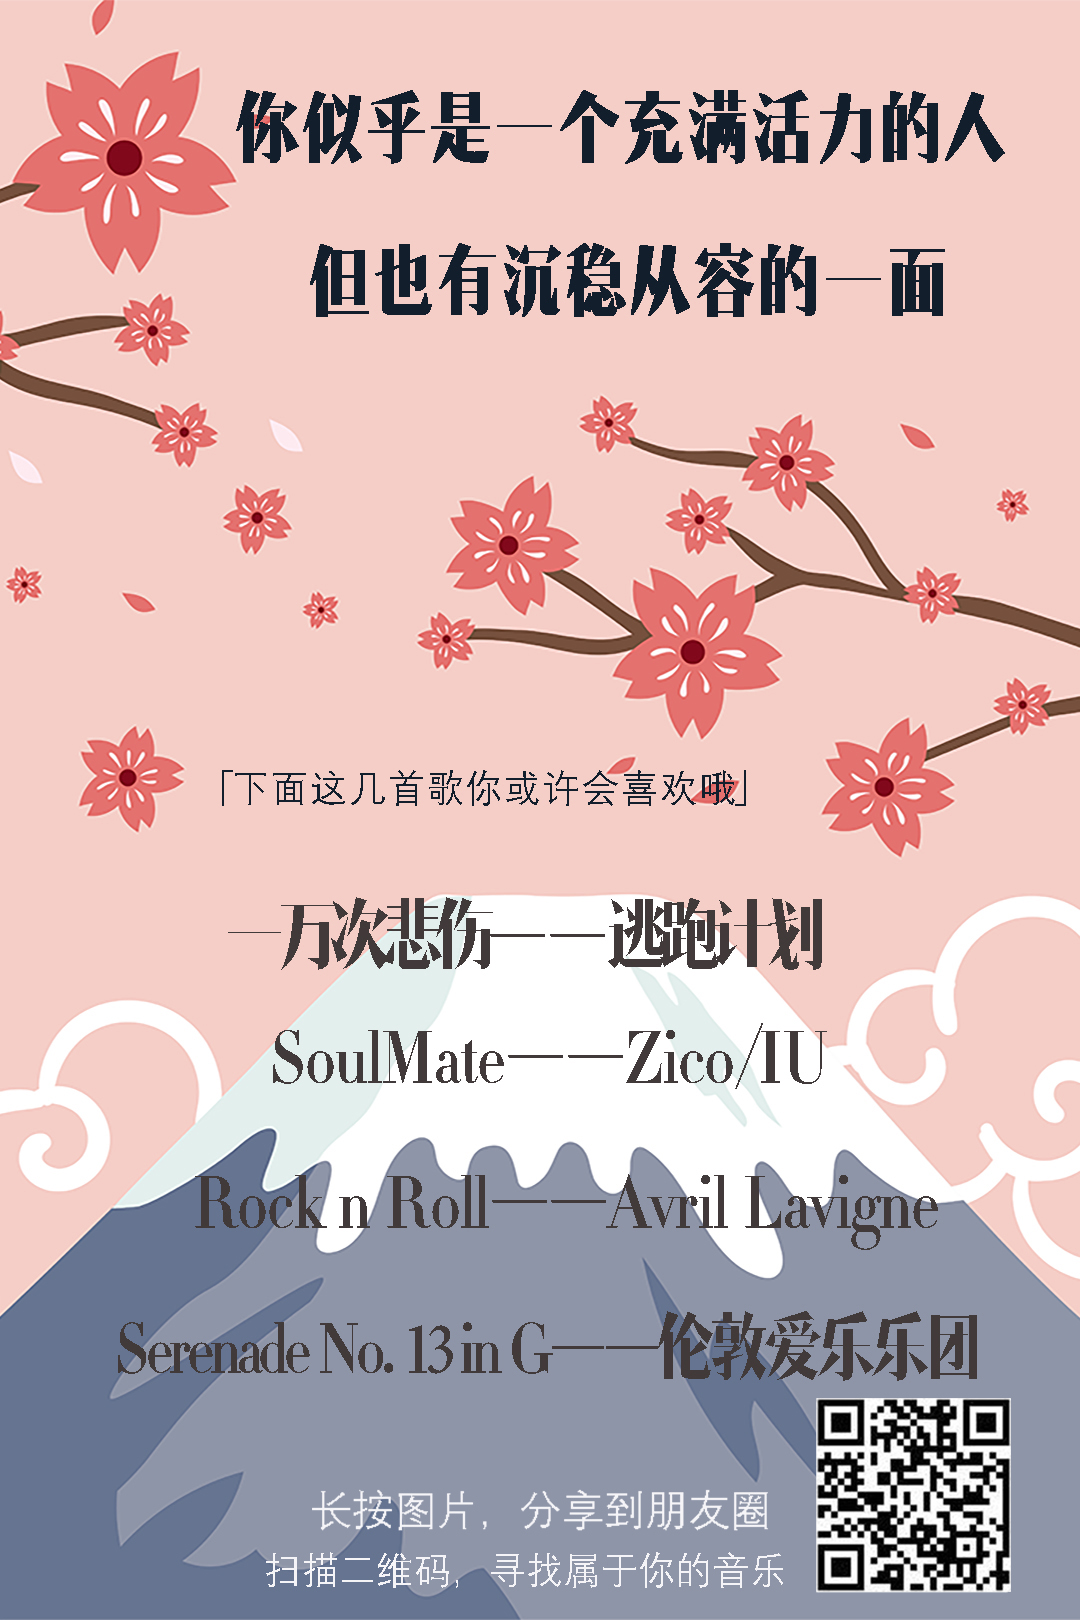 你似乎是一个充满活力的人
但也有沉稳从容的一面
「下面这几首歌你或许会喜欢哦」
一万次悲伤——逃跑计划
SoulMate——Zico/IU
Rock n Roll——Avril Lavigne
Serenade No. 13 in G——伦敦爱乐乐团
长按图片，分享到朋友圈
扫描二维码，寻找属于你的音乐